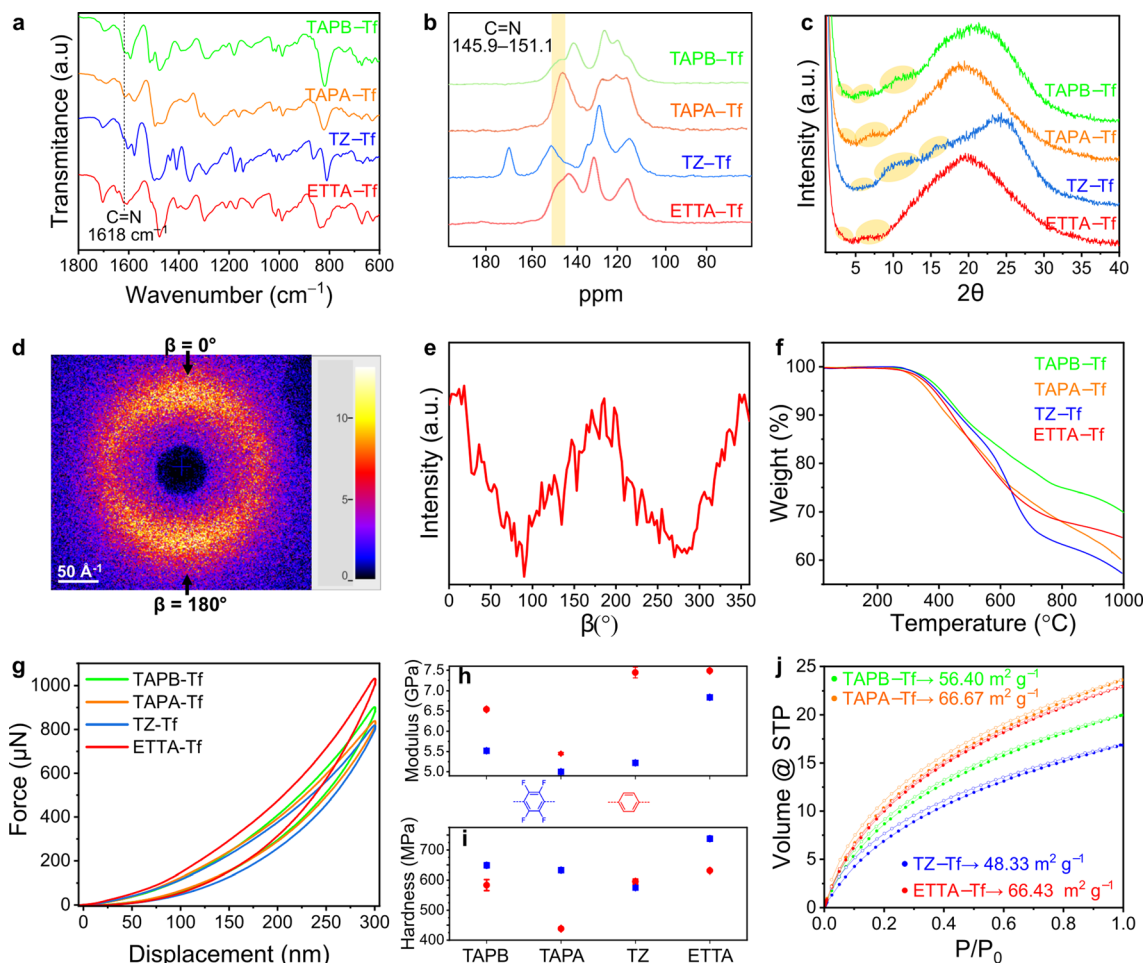 a
TAPB–Tf
TAPA–Tf
TZ–Tf
ETTA–Tf
C=N
1618 cm⁻¹
Transmitance (a.u)
1800 1600 1400 1200 1000 800 600
Wavenumber (cm⁻¹)
b
C=N
145.9–151.1
TAPB–Tf
TAPA–Tf
TZ–Tf
ETTA–Tf
196 180 160 140 120 100 80
ppm
c
TAPB–Tf
TAPA–Tf
TZ–Tf
ETTA–Tf
Intensity (a.u.)
5 10 15 20 25 30 35 40
2θ
d
β = 0°
10
5
0
50 Å⁻¹
β = 180°
e
Intensity (a.u.)
0 50 100 150 200 250 300 350
β(°)
f
TAPB–Tf
TAPA–Tf
TZ–Tf
ETTA–Tf
Weight (%)
100
90
80
70
60
200 400 600 800 1000
Temperature (°C)
g
TAPB-Tf
TAPA-Tf
TZ-Tf
ETTA-Tf
Force (µN)
1000
800
600
400
200
0
0 50 100 150 200 250 300
Displacement (nm)
h
Modulus (GPa)
7.5
7.0
6.5
6.0
5.5
5.0
F F
F F
i
Hardness (MPa)
700
600
500
400
TAPB TAPA TZ ETTA
j
TAPB–Tf→ 56.40 m² g⁻¹
TAPA–Tf→ 66.67 m² g⁻¹
TZ–Tf→ 48.33 m² g⁻¹
ETTA–Tf→ 66.43 m² g⁻¹
Volume @ STP
25
20
15
10
5
0
0.0 0.2 0.4 0.6 0.8 1.0
P/P₀